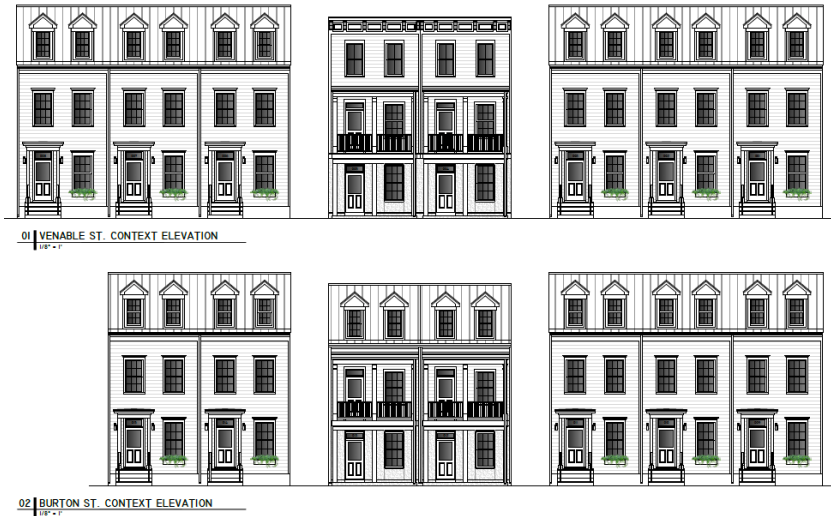 01 VENABLE ST. CONTEXT ELEVATION
1/8" = 1'
02 BURTON ST. CONTEXT ELEVATION
1/8" = 1'